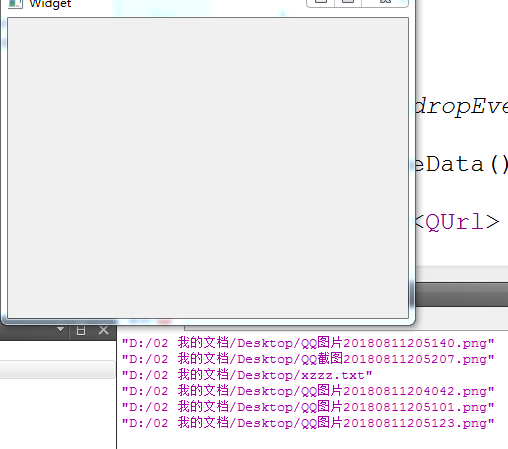 Widget
dropEve
eData()
<QUrl>
"D:/02 我的文档/Desktop/QQ图片20180811205140.png"
"D:/02 我的文档/Desktop/QQ截图20180811205207.png"
"D:/02 我的文档/Desktop/xzzz.txt"
"D:/02 我的文档/Desktop/QQ图片20180811204042.png"
"D:/02 我的文档/Desktop/QQ图片20180811205101.png"
"D:/02 我的文档/Desktop/QQ图片20180811205123.png"